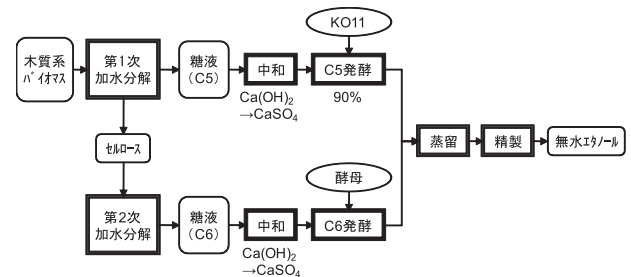 KO11
木質系
バイオマス
第1次
加水分解
糖液
（C5）
中和
C5発酵
Ca(OH)₂
→CaSO₄
90%
セルロース
蒸留
精製
無水エタノール
酵母
第2次
加水分解
糖液
（C6）
中和
C6発酵
Ca(OH)₂
→CaSO₄